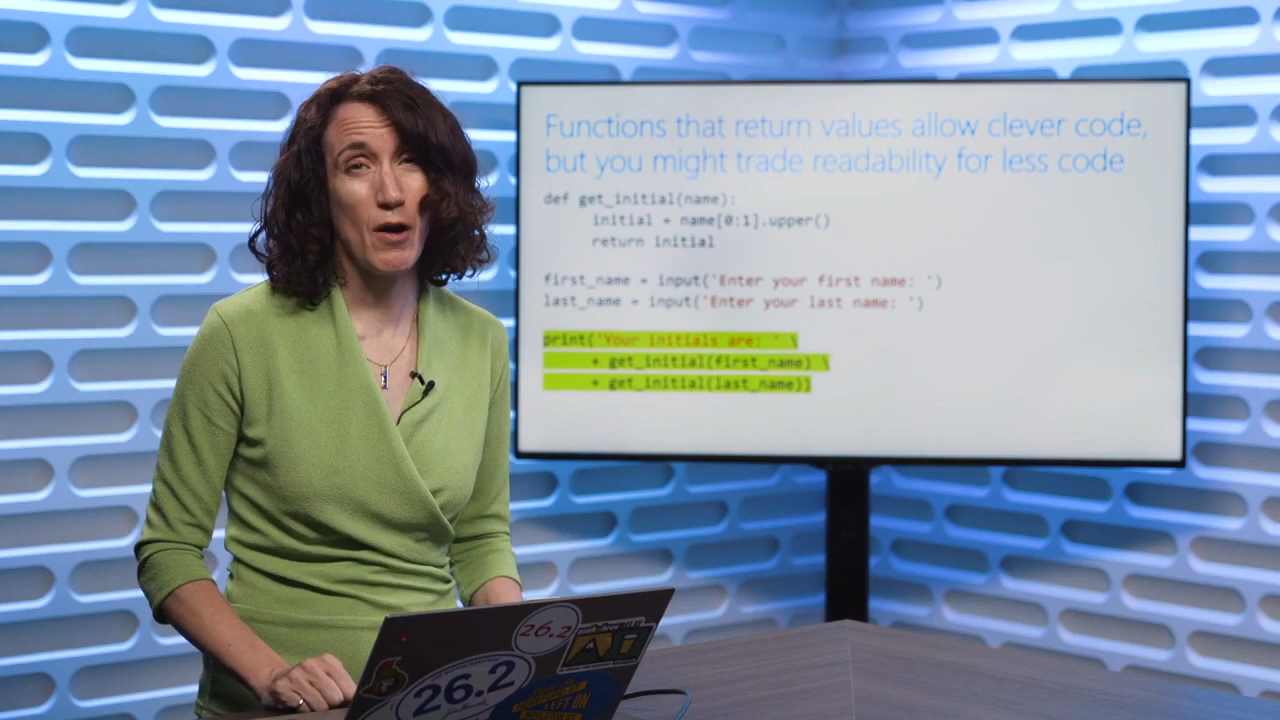 Functions that return values allow clever code,
but you might trade readability for less code
def get_initial(name):
initial = name[0:1].upper()
return initial
first_name = input('Enter your first name: ')
last_name = input('Enter your last name: ')
print('Your initials are: ' \
+ get_initial(first_name) \
+ get_initial(last_name))
26.2
26.2
LEFT ON